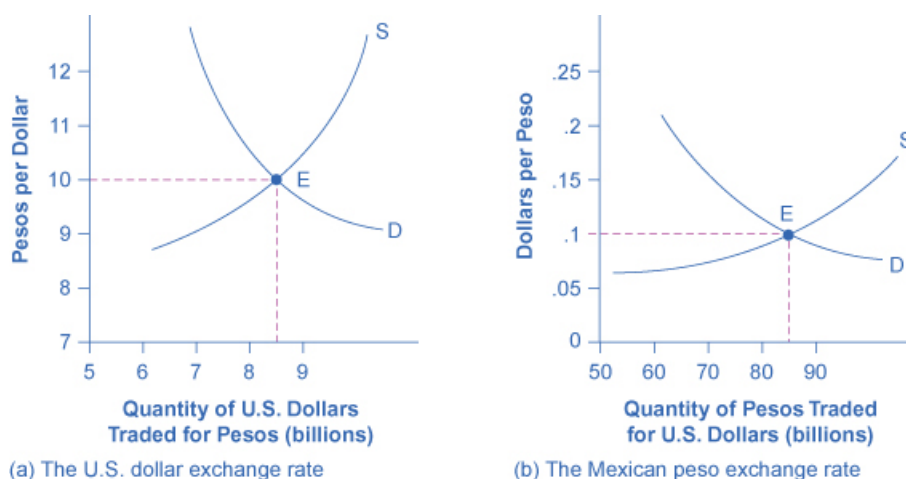 Pesos per Dollar
12
11
10
9
8
7
S
E
D
5 6 7 8 9
Quantity of U.S. Dollars
Traded for Pesos (billions)
(a) The U.S. dollar exchange rate
Dollars per Peso
.25
.2
.15
.1
.05
0
S
E
D
50 60 70 80 90
Quantity of Pesos Traded
for U.S. Dollars (billions)
(b) The Mexican peso exchange rate